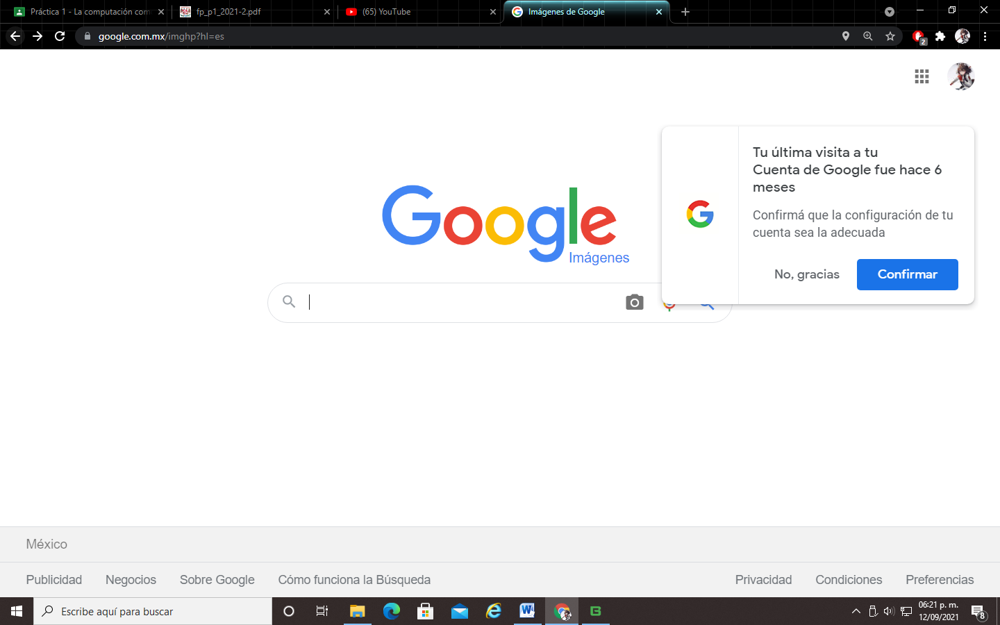 Práctica 1 - La computación com
fp_p1_2021-2.pdf
(65) YouTube
Imágenes de Google
google.com.mx/imghp?hl=es
2
Tu última visita a tu
Cuenta de Google fue hace 6
meses
Confirmá que la configuración de tu
cuenta sea la adecuada
No, gracias
Confirmar
Google
Imágenes
México
Publicidad
Negocios
Sobre Google
Cómo funciona la Búsqueda
Privacidad
Condiciones
Preferencias
Escribe aquí para buscar
06:21 p. m.
12/09/2021
8